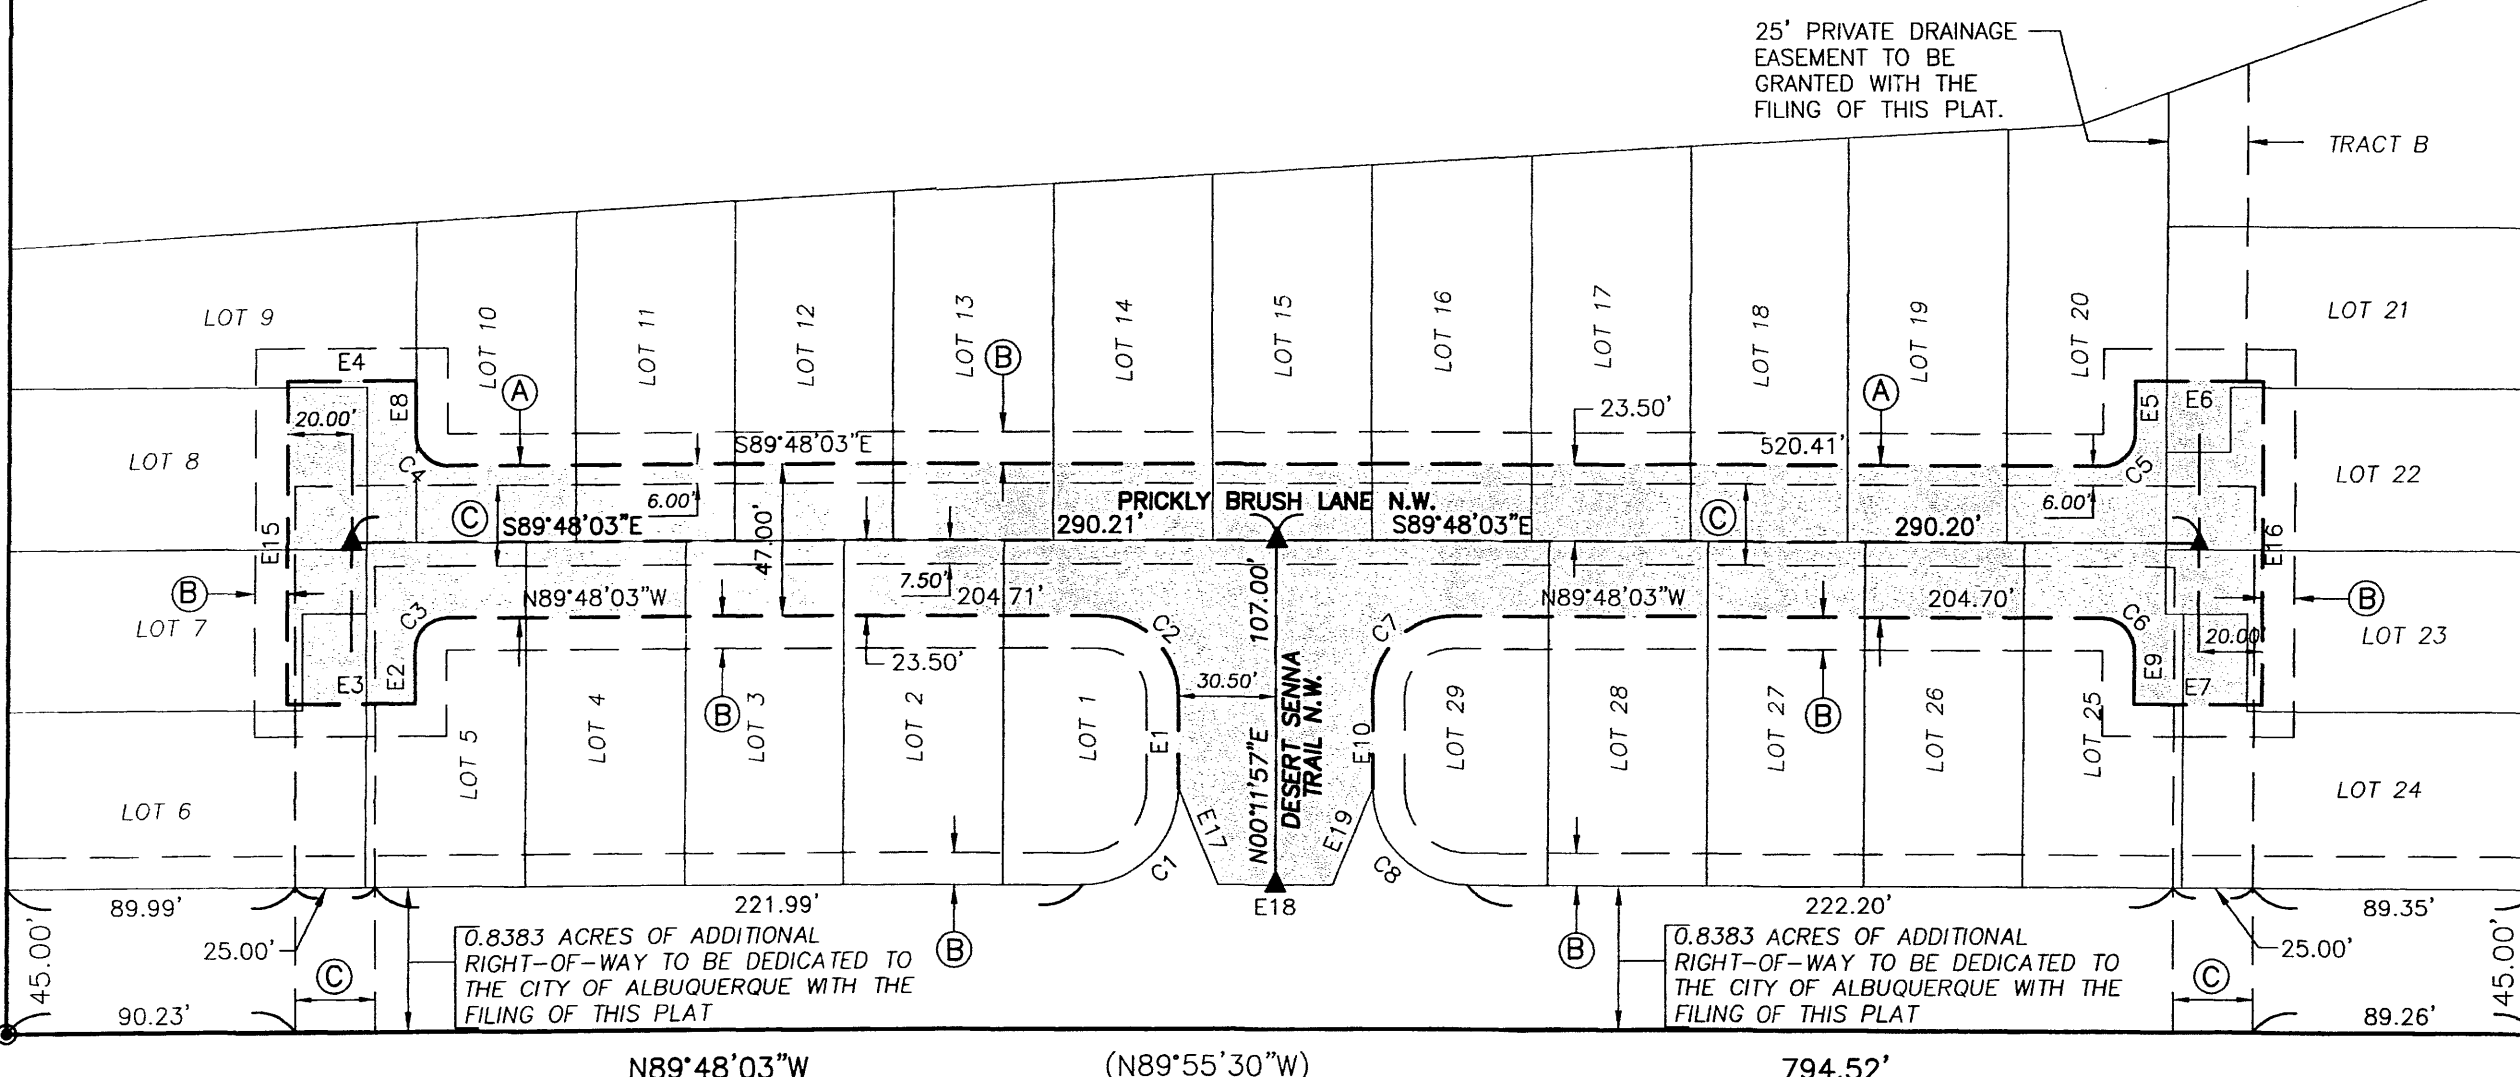 25' PRIVATE DRAINAGE
EASEMENT TO BE
GRANTED WITH THE
FILING OF THIS PLAT.
TRACT B
LOT 9
LOT 10
LOT 11
LOT 12
LOT 13
LOT 14
LOT 15
LOT 16
LOT 17
LOT 18
LOT 19
LOT 20
LOT 21
E4
E8
A
B
23.50'
A
E5
E6
20.00'
S89°48'03"E
520.41'
LOT 8
C4
C5
LOT 22
6.00'
PRICKLY BRUSH LANE N.W.
6.00'
C
S89°48'03"E
47.00'
290.21'
S89°48'03"E
C
290.20'
E15
E16
7.50'
107.00'
B
N89°48'03"W
204.71'
N89°48'03"W
204.70'
B
LOT 7
C3
C2
C7
C6
20.00'
LOT 23
23.50'
E3
E2
30.50'
E9
E7
B
B
LOT 5
LOT 4
LOT 3
LOT 2
LOT 1
E1
N00°11'57"E
DESERT SENNA
TRAIL N.W.
E10
LOT 29
LOT 28
LOT 27
LOT 26
LOT 25
LOT 6
LOT 24
E17
E19
C1
C8
89.99'
221.99'
E18
222.20'
89.35'
45.00'
25.00'
0.8383 ACRES OF ADDITIONAL
RIGHT-OF-WAY TO BE DEDICATED TO
THE CITY OF ALBUQUERQUE WITH THE
FILING OF THIS PLAT
B
B
0.8383 ACRES OF ADDITIONAL
RIGHT-OF-WAY TO BE DEDICATED TO
THE CITY OF ALBUQUERQUE WITH THE
FILING OF THIS PLAT
25.00'
45.00'
C
C
90.23'
89.26'
N89°48'03"W
(N89°55'30"W)
794.52'